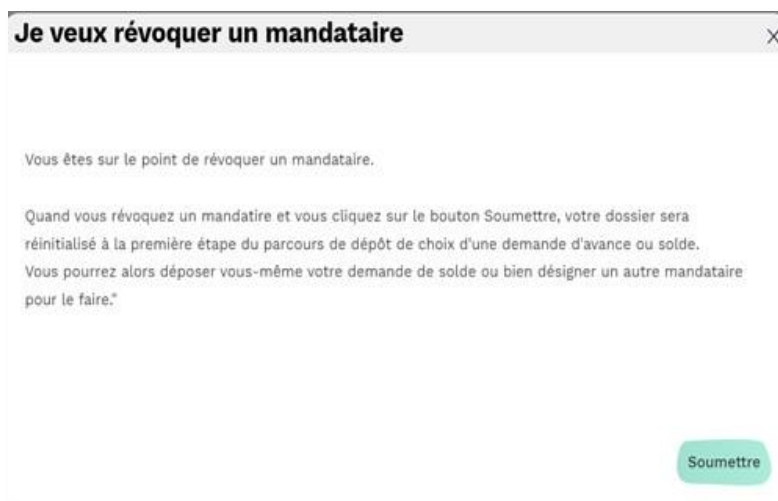 Je veux révoquer un mandataire
Vous êtes sur le point de révoquer un mandataire.
Quand vous révoquez un mandatire et vous cliquez sur le bouton Soumettre, votre dossier sera
réinitialisé à la première étape du parcours de dépôt de choix d'une demande d'avance ou solde.
Vous pourrez alors déposer vous-même votre demande de solde ou bien désigner un autre mandataire
pour le faire."
Soumettre